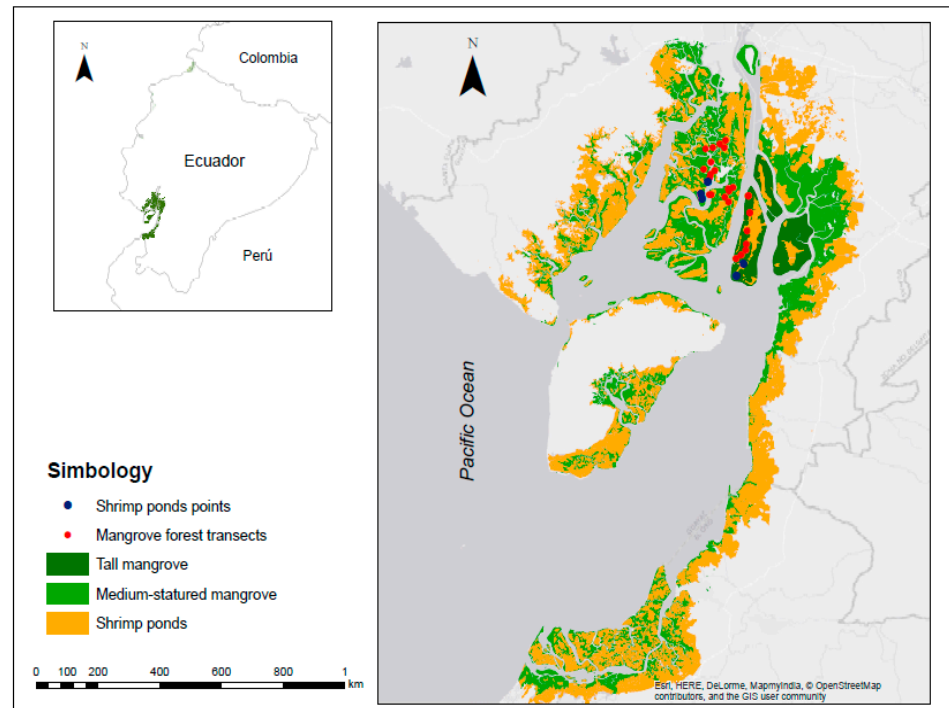 N
Colombia
Ecuador
Perú
N
Pacific Ocean
Simbology
Shrimp ponds points
Mangrove forest transects
Tall mangrove
Medium-statured mangrove
Shrimp ponds
0 100 200 400 600 800 1
km
Esri, HERE, DeLorme, MapmyIndia, © OpenStreetMap
contributors, and the GIS user community